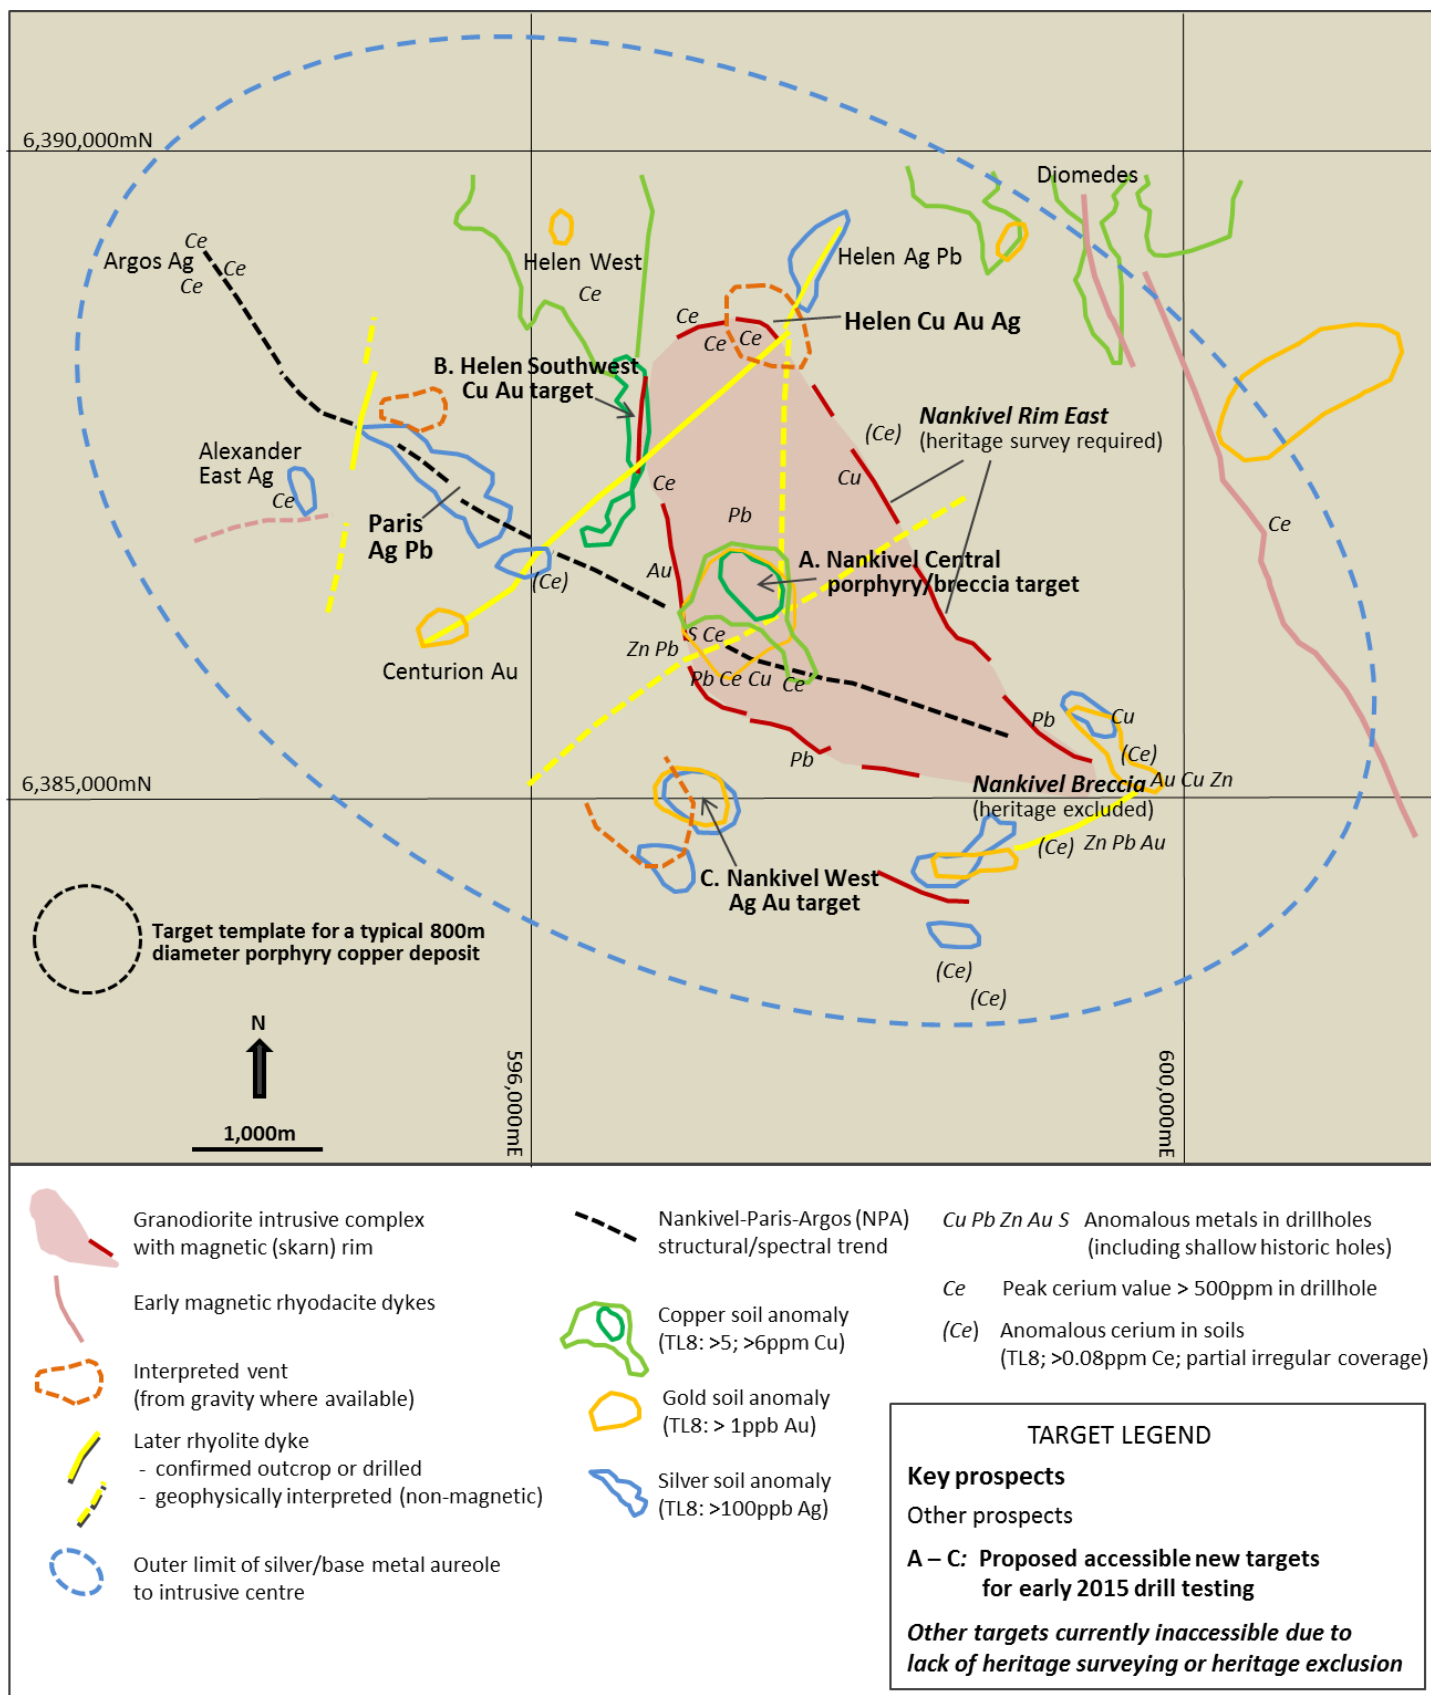 6,390,000mN
Diomedes
Ce
Argos Ag
Ce
Ce
Helen West
Ce
Helen Ag Pb
Ce
Ce
Ce
Helen Cu Au Ag
B. Helen Southwest
Cu Au target
Nankivel Rim East
(heritage survey required)
(Ce)
Cu
Alexander
East Ag
Ce
Ce
Paris
Ag Pb
Pb
Ce
(Ce)
Au
A. Nankivel Central
porphyry/breccia target
S Ce
Zn Pb
Centurion Au
Pb Ce Cu
Ce
Pb
Cu
(Ce)
Pb
6,385,000mN
Nankivel Breccia
(heritage excluded)
Au Cu Zn
(Ce)
Zn Pb Au
C. Nankivel West
Ag Au target
Target template for a typical 800m
diameter porphyry copper deposit
(Ce)
(Ce)
N
1,000m
596,000mE
600,000mE
Granodiorite intrusive complex
with magnetic (skarn) rim
Early magnetic rhyodacite dykes
Interpreted vent
(from gravity where available)
Later rhyolite dyke
- confirmed outcrop or drilled
- geophysically interpreted (non-magnetic)
Outer limit of silver/base metal aureole
to intrusive centre
Nankivel-Paris-Argos (NPA)
structural/spectral trend
Copper soil anomaly
(TL8: >5; >6ppm Cu)
Gold soil anomaly
(TL8: > 1ppb Au)
Silver soil anomaly
(TL8: >100ppb Ag)
Cu Pb Zn Au S Anomalous metals in drillholes
(including shallow historic holes)
Ce Peak cerium value > 500ppm in drillhole
(Ce) Anomalous cerium in soils
(TL8; >0.08ppm Ce; partial irregular coverage)
TARGET LEGEND
Key prospects
Other prospects
A – C: Proposed accessible new targets
for early 2015 drill testing
Other targets currently inaccessible due to
lack of heritage surveying or heritage exclusion